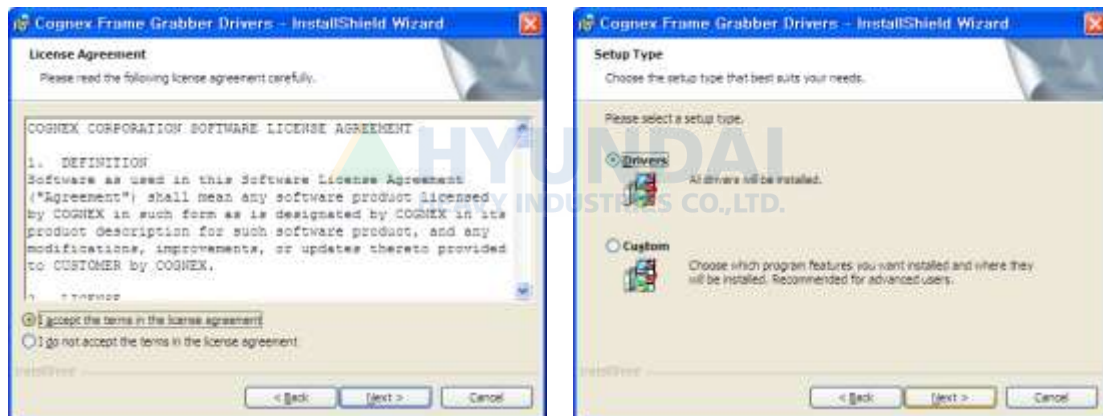 Cognex Frame Grabber Drivers - InstallShield Wizard
License Agreement
Please read the following license agreement carefully.
COGNEX CORPORATION SOFTWARE LICENSE AGREEMENT
1. DEFINITION
Software as used in this Software License Agreement
("Agreement") shall mean any software product licensed
by COGNEX in such form as is designated by COGNEX in its
product description for such software product, and any
modifications, improvements, or updates thereto provided
to CUSTOMER by COGNEX.
2. LICENSE
I accept the terms in the license agreement
I do not accept the terms in the license agreement
InstallShield
< Back
Next >
Cancel
Cognex Frame Grabber Drivers - InstallShield Wizard
Setup Type
Choose the setup type that best suits your needs.
Please select a setup type.
Drivers
All drivers will be installed.
Custom
Choose which program features you want installed and where they
will be installed. Recommended for advanced users.
InstallShield
< Back
Next >
Cancel
HYUNDAI
HEAVY INDUSTRIES CO.,LTD.